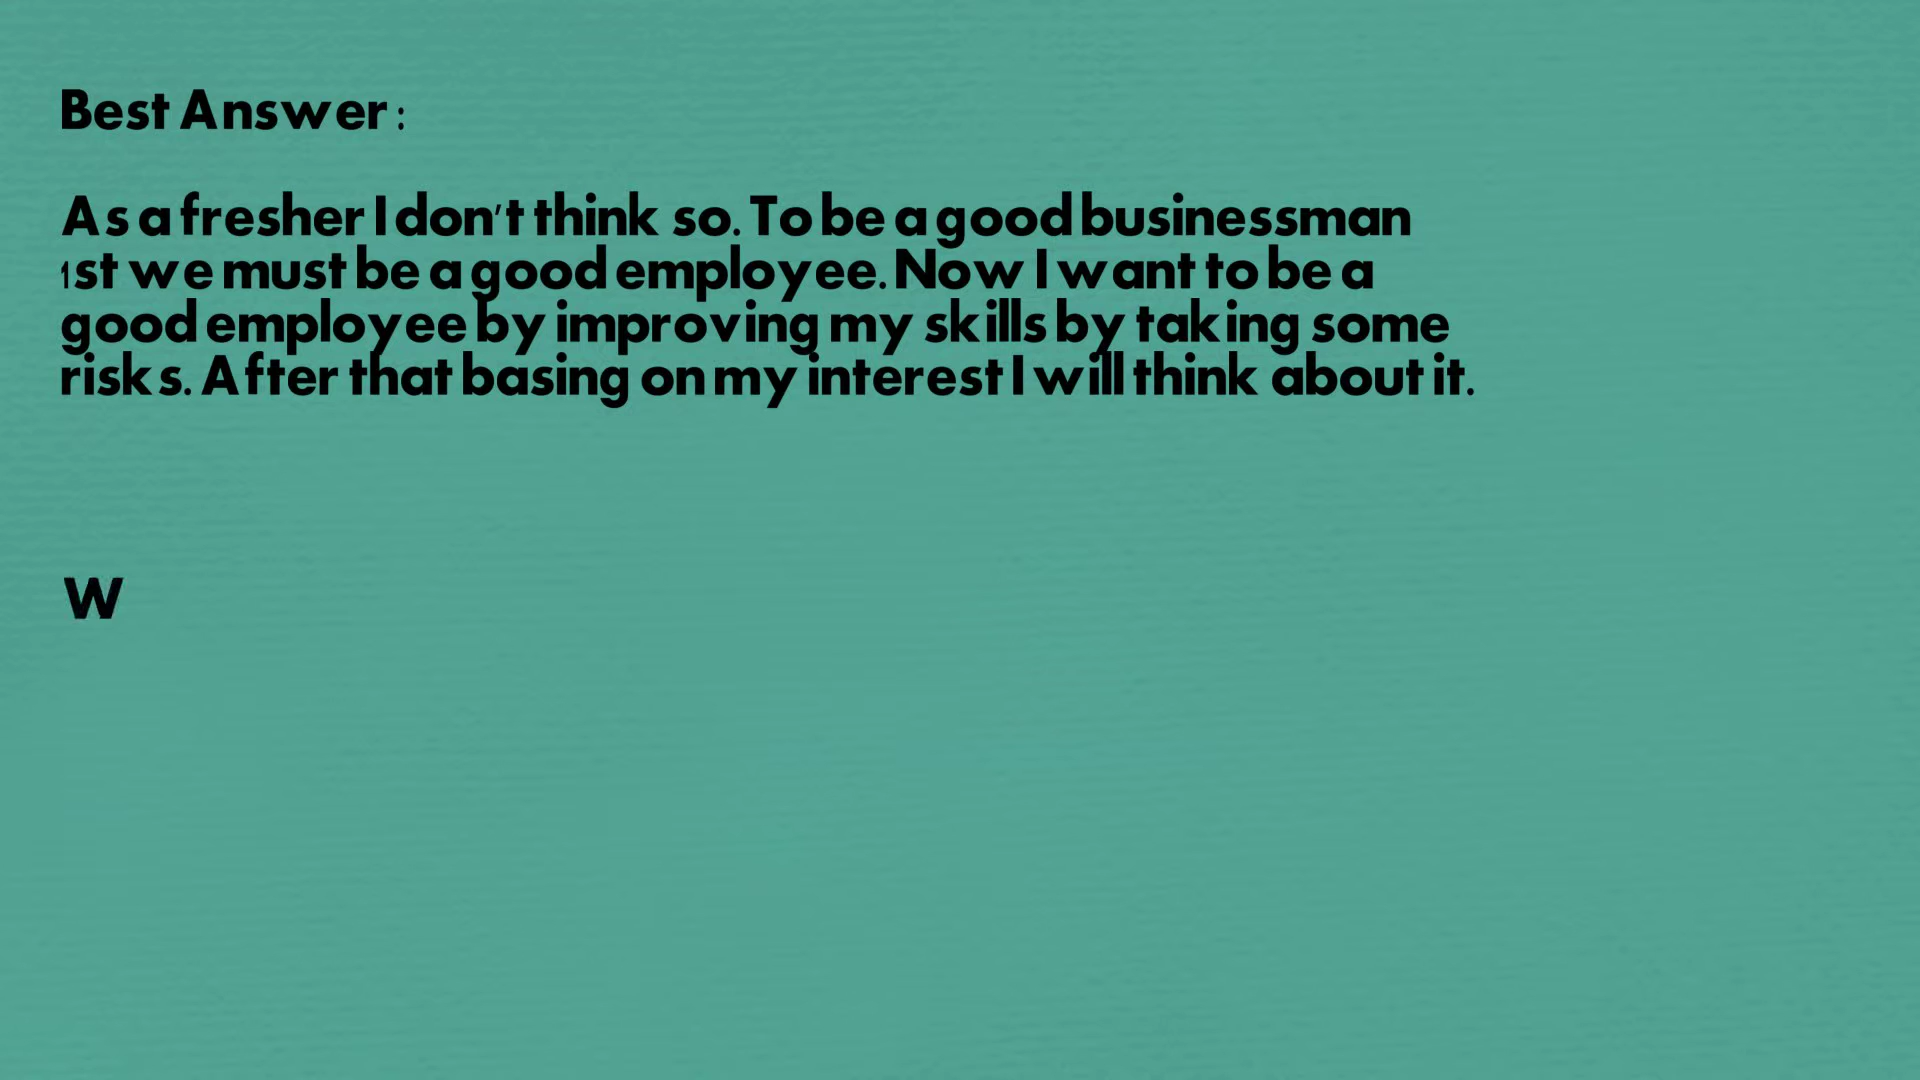 Best Answer :
As a fresher I don't think so. To be a good businessman
1st we must be a good employee. Now I want to be a
good employee by improving my skills by taking some
risks. After that basing on my interest I will think about it.
W